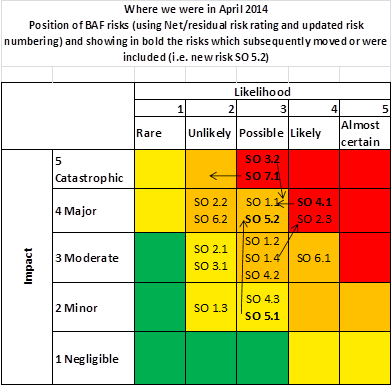 Where we were in April 2014
Position of BAF risks (using Net/residual risk rating and updated risk
numbering) and showing in bold the risks which subsequently moved or were
included (i.e. new risk SO 5.2)
Likelihood
1 2 3 4 5
Rare Unlikely Possible Likely Almost
certain
Impact
5
Catastrophic
SO 3.2
SO 7.1
4 Major
SO 2.2
SO 6.2
SO 1.1
SO 5.2
SO 4.1
SO 2.3
3 Moderate
SO 2.1
SO 3.1
SO 1.2
SO 1.4
SO 4.2
SO 6.1
2 Minor
SO 1.3
SO 4.3
SO 5.1
1 Negligible